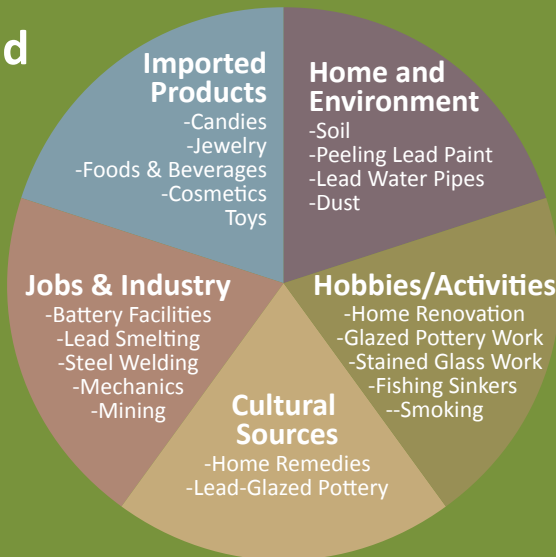 d
Imported
Products
-Candies
-Jewelry
-Foods & Beverages
-Cosmetics
Toys
Home and
Environment
-Soil
-Peeling Lead Paint
-Lead Water Pipes
-Dust
Jobs & Industry
-Battery Facilities
-Lead Smelting
-Steel Welding
-Mechanics
-Mining
Hobbies/Activities
-Home Renovation
-Glazed Pottery Work
-Stained Glass Work
-Fishing Sinkers
--Smoking
Cultural
Sources
-Home Remedies
-Lead-Glazed Pottery